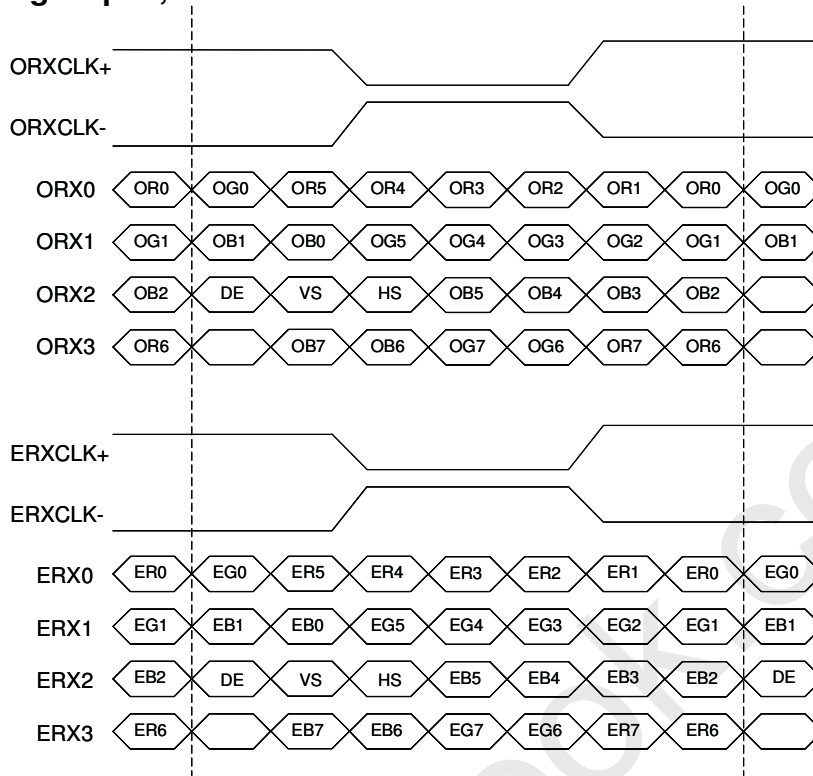 ORXCLK+
ORXCLK-
ORX0 OR0 OG0 OR5 OR4 OR3 OR2 OR1 OR0 OG0
ORX1 OG1 OB1 OB0 OG5 OG4 OG3 OG2 OG1 OB1
ORX2 OB2 DE VS HS OB5 OB4 OB3 OB2
ORX3 OR6 OB7 OB6 OG7 OG6 OR7 OR6
ERXCLK+
ERXCLK-
ERX0 ER0 EG0 ER5 ER4 ER3 ER2 ER1 ER0 EG0
ERX1 EG1 EB1 EB0 EG5 EG4 EG3 EG2 EG1 EB1
ERX2 EB2 DE VS HS EB5 EB4 EB3 EB2 DE
ERX3 ER6 EB7 EB6 EG7 EG6 ER7 ER6